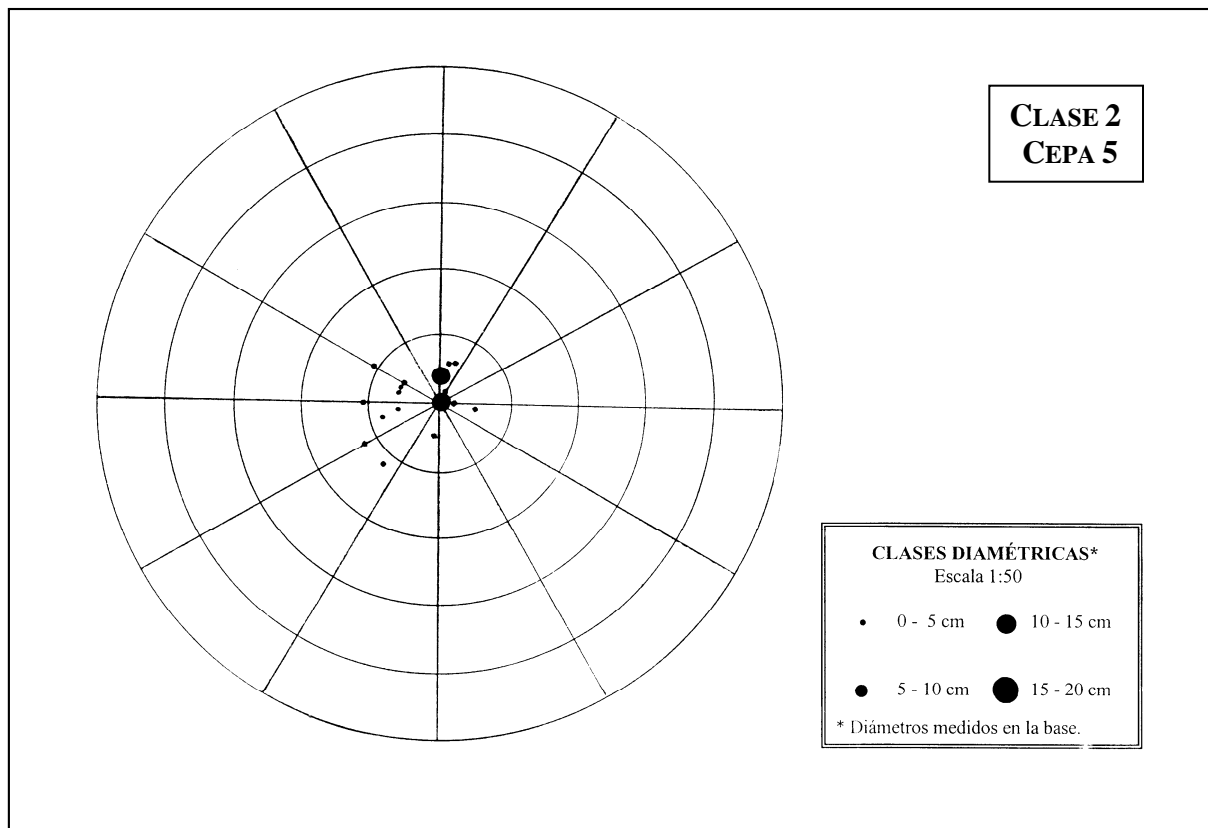 CLASE 2
CEPA 5
CLASES DIAMÉTRICAS*
Escala 1:50
0 - 5 cm
10 - 15 cm
5 - 10 cm
15 - 20 cm
* Diámetros medidos en la base.